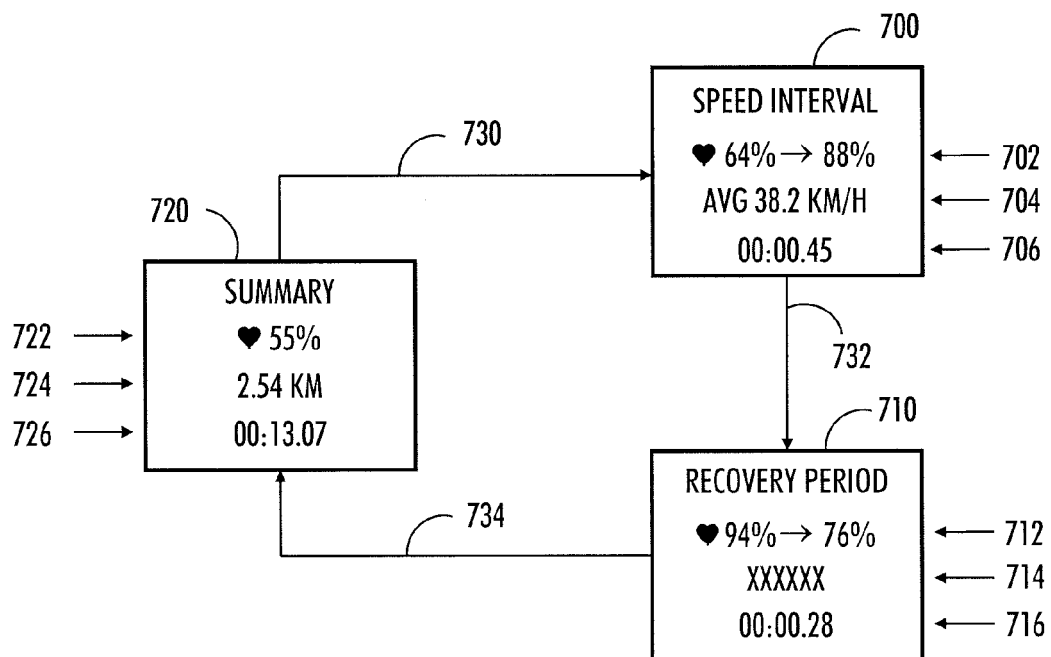 700
SPEED INTERVAL
♥ 64% → 88%
702
AVG 38.2 KM/H
704
00:00.45
706
730
732
720
SUMMARY
722
♥ 55%
724
2.54 KM
726
00:13.07
710
RECOVERY PERIOD
♥ 94% → 76%
712
XXXXXX
714
00:00.28
716
734